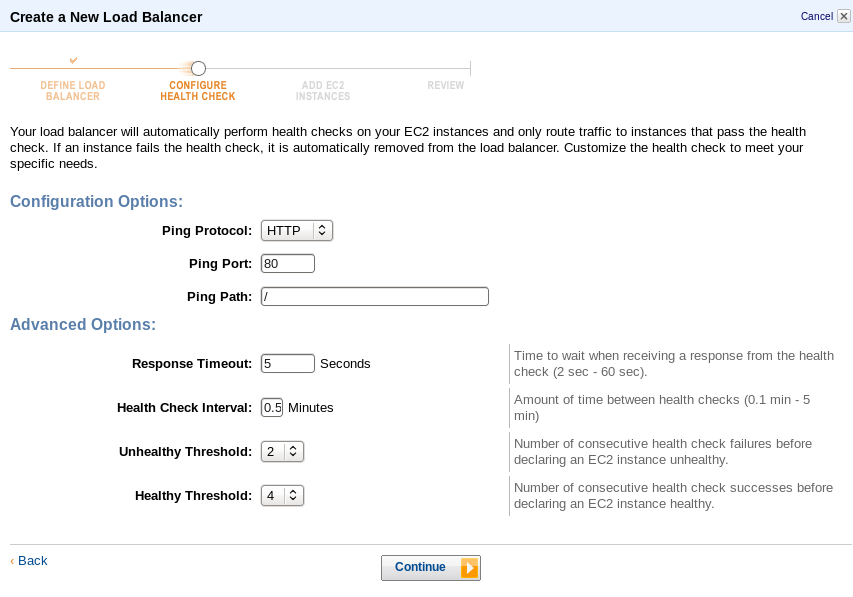 Create a New Load Balancer
Cancel
DEFINE LOAD
BALANCER
CONFIGURE
HEALTH CHECK
ADD EC2
INSTANCES
REVIEW
Your load balancer will automatically perform health checks on your EC2 instances and only route traffic to instances that pass the health
check. If an instance fails the health check, it is automatically removed from the load balancer. Customize the health check to meet your
specific needs.
Configuration Options:
Ping Protocol: HTTP
Ping Port: 80
Ping Path: /
Advanced Options:
Response Timeout: 5 Seconds
Time to wait when receiving a response from the health
check (2 sec - 60 sec).
Health Check Interval: 0.5 Minutes
Amount of time between health checks (0.1 min - 5
min)
Unhealthy Threshold: 2
Number of consecutive health check failures before
declaring an EC2 instance unhealthy.
Healthy Threshold: 4
Number of consecutive health check successes before
declaring an EC2 instance healthy.
‹ Back
Continue